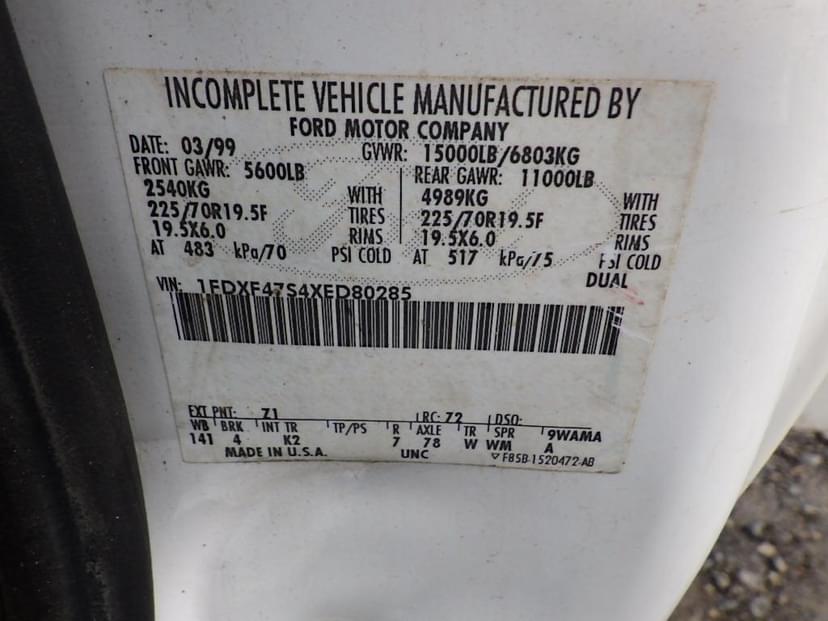 INCOMPLETE VEHICLE MANUFACTURED BY
FORD MOTOR COMPANY
DATE: 03/99 GVWR: 15000LB/6803KG
FRONT GAWR: 5600LB REAR GAWR: 11000LB
2540KG WITH 4989KG WITH
225/70R19.5F TIRES 225/70R19.5F TIRES
19.5X6.0 RIMS 19.5X6.0 RIMS
AT 483 kPa/70 PSI COLD AT 517 kPa/75 PSI COLD
DUAL
VIN: 1FDXF47S4XED80285
EXT PNT: Z1 RC: 72 DSO:
WB BRK INT TR TP/PS R AXLE TR SPR 9WAMA
141 4 K2 7 78 W WM A
MADE IN U.S.A. UNC F85B-1520472-AB